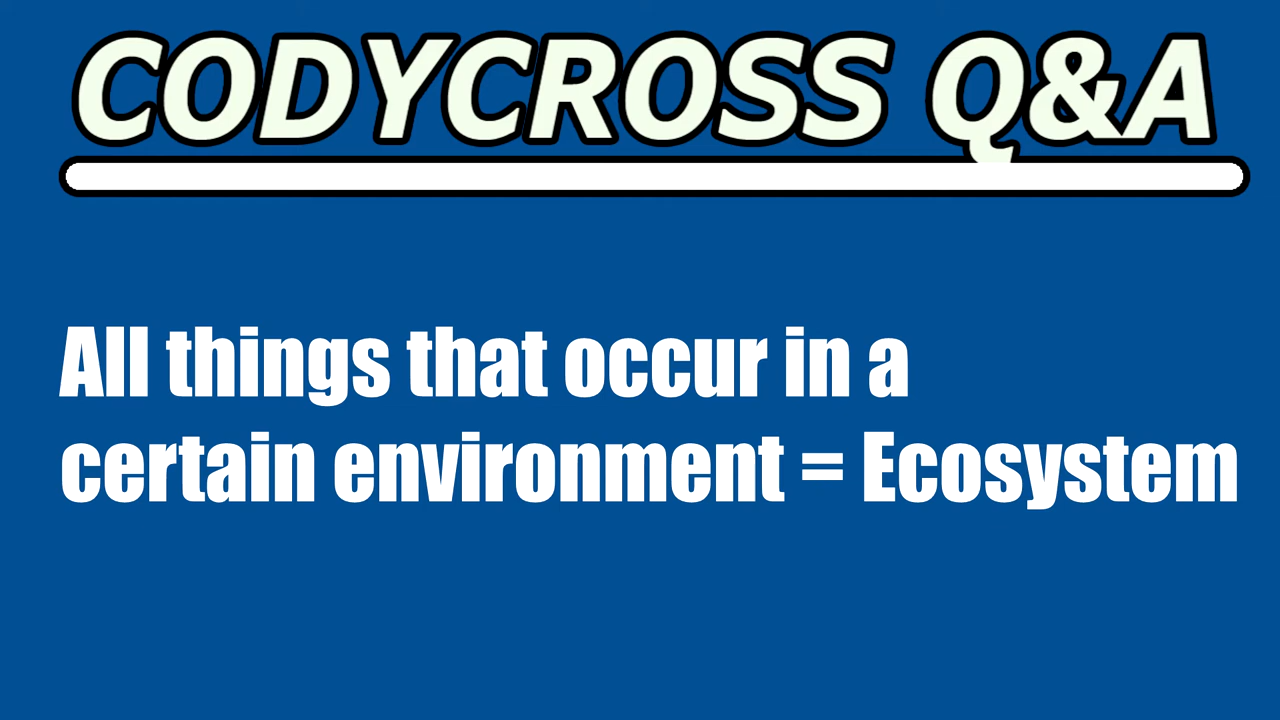 CODYCROSS Q&A
All things that occur in a
certain environment = Ecosystem